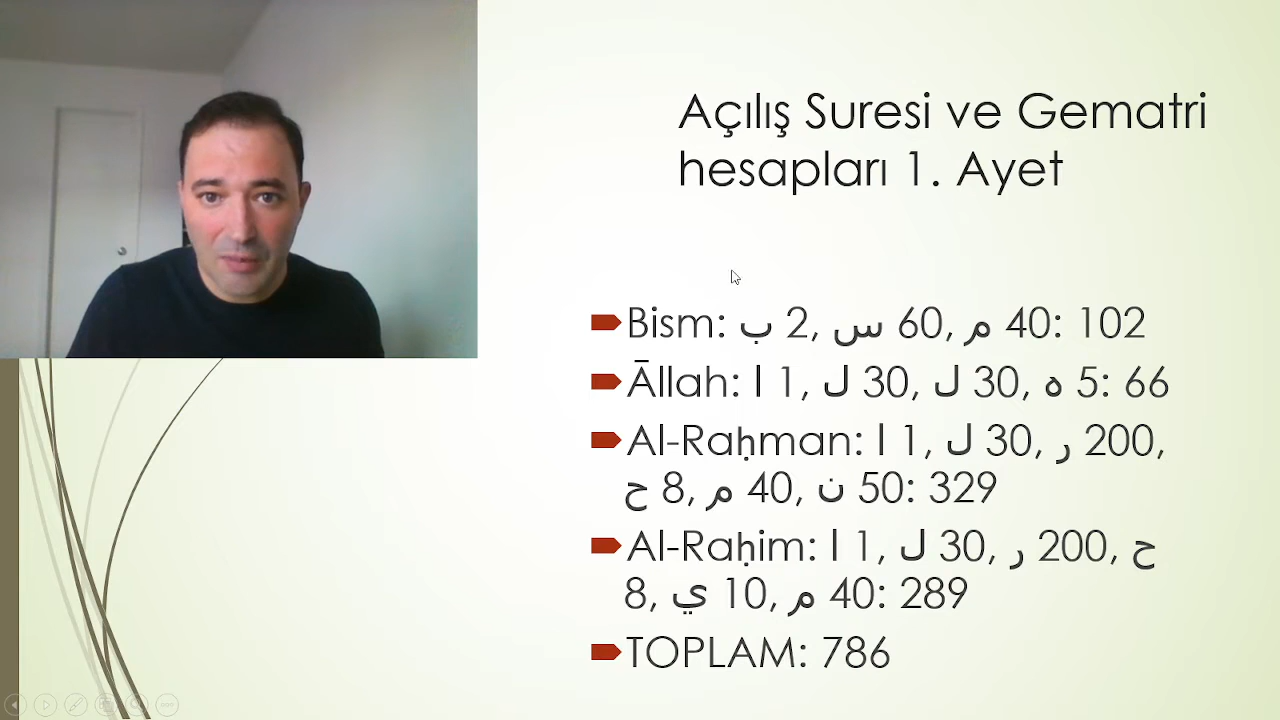 Açılış Suresi ve Gematri
hesapları 1. Ayet
Bism: ب 2, س 60, م 40: 102
Āllah: ا 1, ل 30, ل 30, ه 5: 66
Al-Raḥman: ا 1, ل 30, ر 200,
ح 8, م 40, ن 50: 329
Al-Raḥim: ا 1, ل 30, ر 200, ح
8, ي 10, م 40: 289
TOPLAM: 786